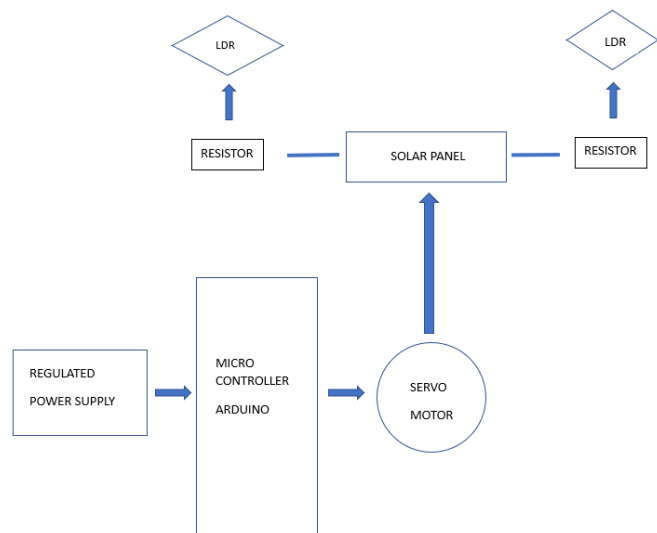 LDR
LDR
RESISTOR
SOLAR PANEL
RESISTOR
REGULATED
POWER SUPPLY
MICRO
CONTROLLER
ARDUINO
SERVO
MOTOR